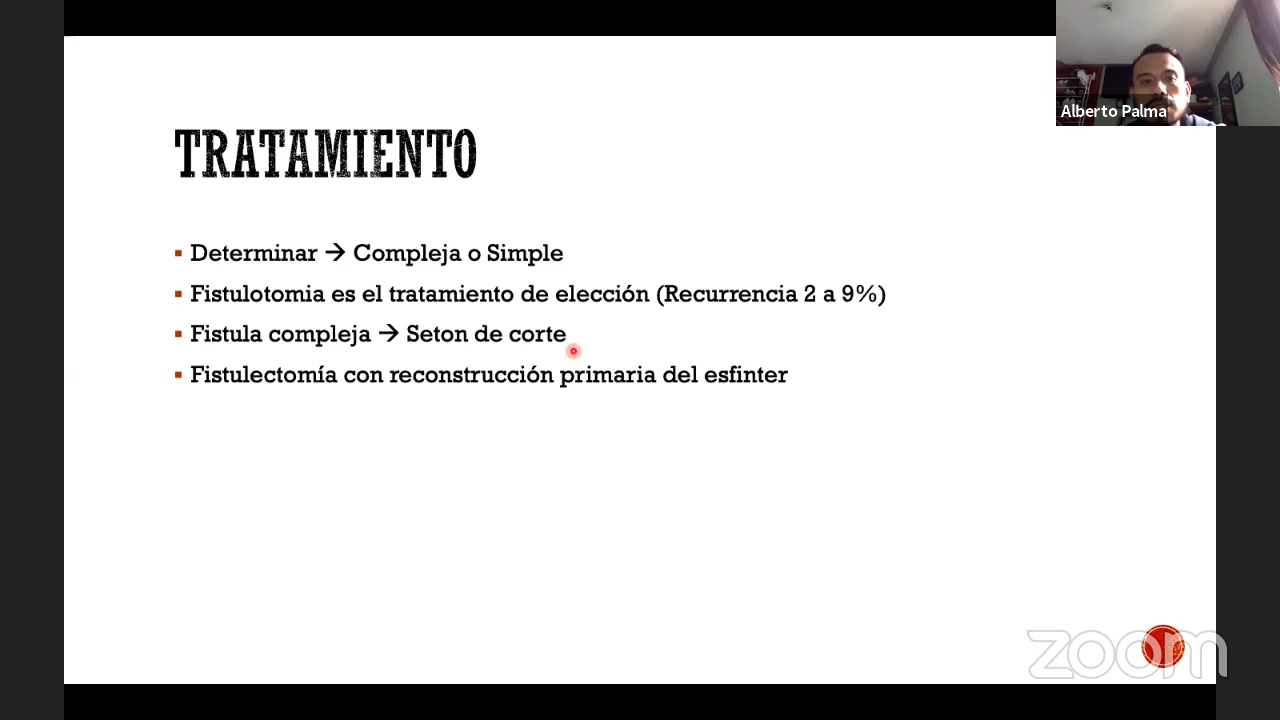 Alberto Palma
TRATAMIENTO
Determinar → Compleja o Simple
Fistulotomia es el tratamiento de elección (Recurrencia 2 a 9%)
Fistula compleja → Seton de corte
Fistulectomía con reconstrucción primaria del esfinter
zoom